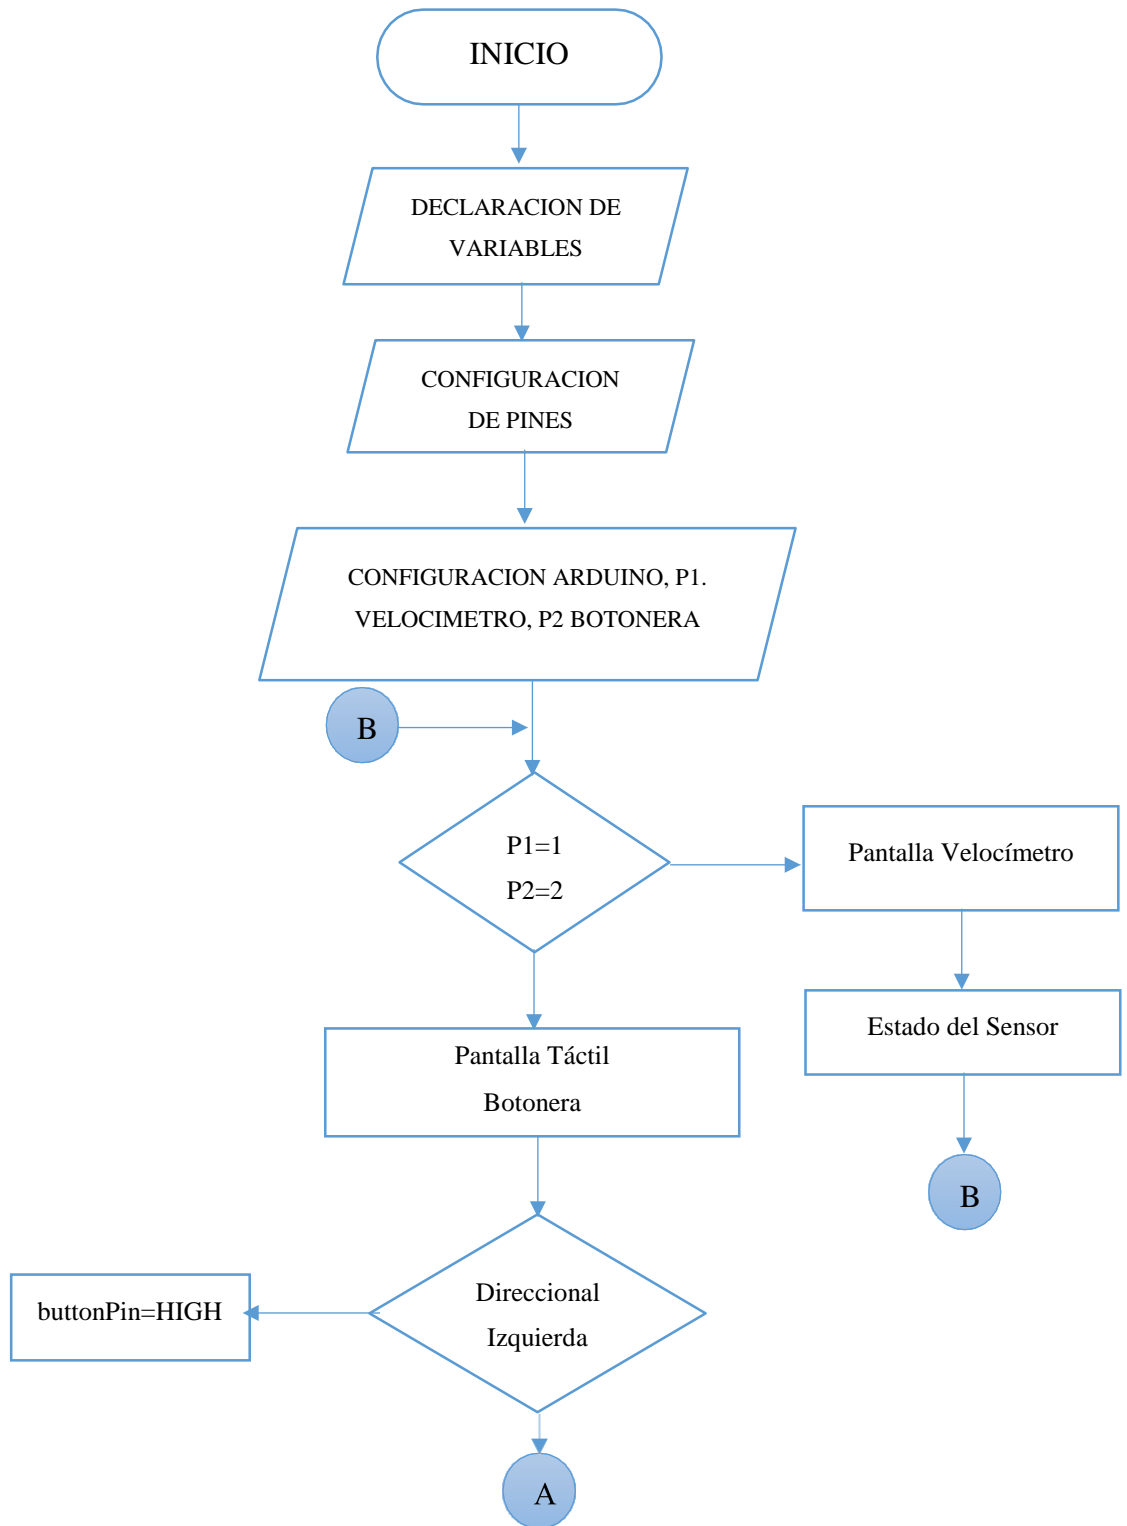 INICIO
DECLARACION DE
VARIABLES
CONFIGURACION
DE PINES
CONFIGURACION ARDUINO, P1.
VELOCIMETRO, P2 BOTONERA
B
P1=1
P2=2
Pantalla Velocímetro
Estado del Sensor
B
Pantalla Táctil
Botonera
Direccional
Izquierda
buttonPin=HIGH
A